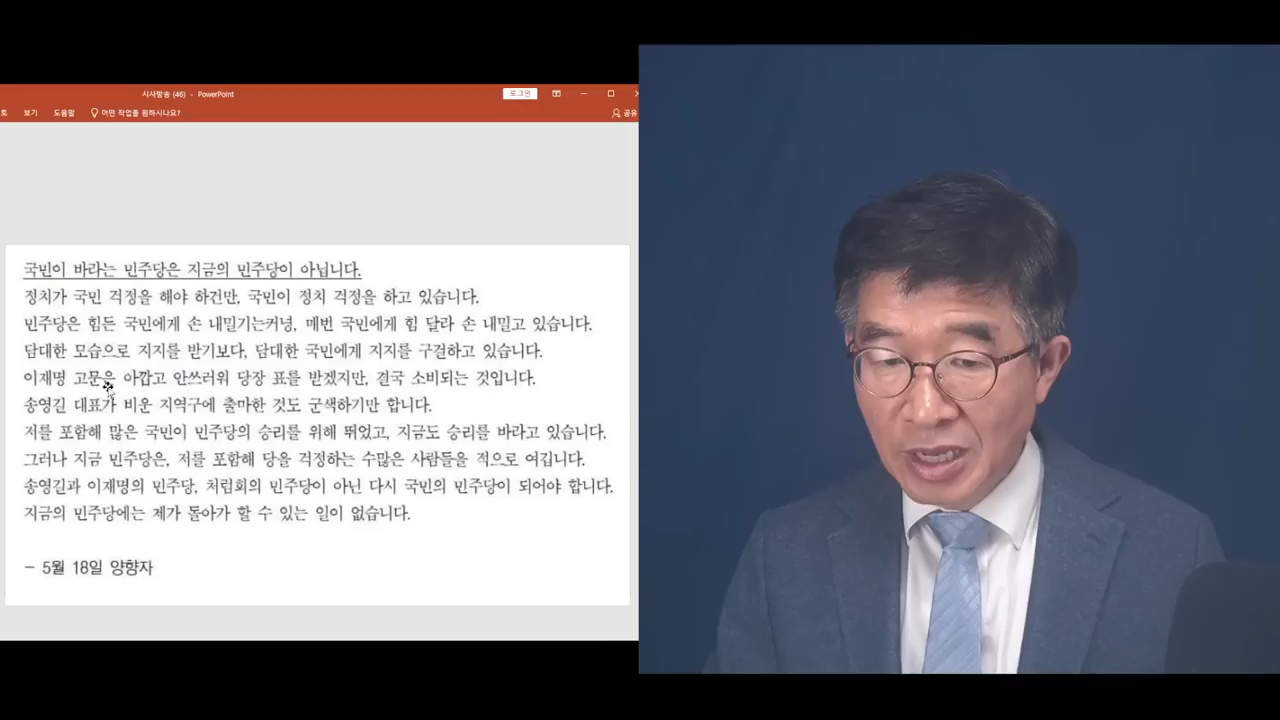 시사방송 (46) - PowerPoint
로그인
토 보기 도움말 어떤 작업을 원하시나요? 공유
국민이 바라는 민주당은 지금의 민주당이 아닙니다.
정치가 국민 걱정을 해야 하건만, 국민이 정치 걱정을 하고 있습니다.
민주당은 힘든 국민에게 손 내밀기는커녕, 매번 국민에게 힘 달라 손 내밀고 있습니다.
담대한 모습으로 지지를 받기보다, 담대한 국민에게 지지를 구걸하고 있습니다.
이재명 고문은 아깝고 안쓰러워 당장 표를 받겠지만, 결국 소비되는 것입니다.
송영길 대표가 비운 지역구에 출마한 것도 군색하기만 합니다.
저를 포함해 많은 국민이 민주당의 승리를 위해 뛰었고, 지금도 승리를 바라고 있습니다.
그러나 지금 민주당은, 저를 포함해 당을 걱정하는 수많은 사람들을 적으로 여깁니다.
송영길과 이재명의 민주당, 처럼회의 민주당이 아닌 다시 국민의 민주당이 되어야 합니다.
지금의 민주당에는 제가 돌아가 할 수 있는 일이 없습니다.
- 5월 18일 양향자